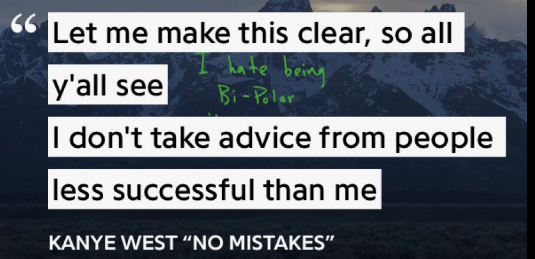 “ Let me make this clear, so all
y'all see
I hate being
Bi-Polar
I don't take advice from people
less successful than me
KANYE WEST “NO MISTAKES”